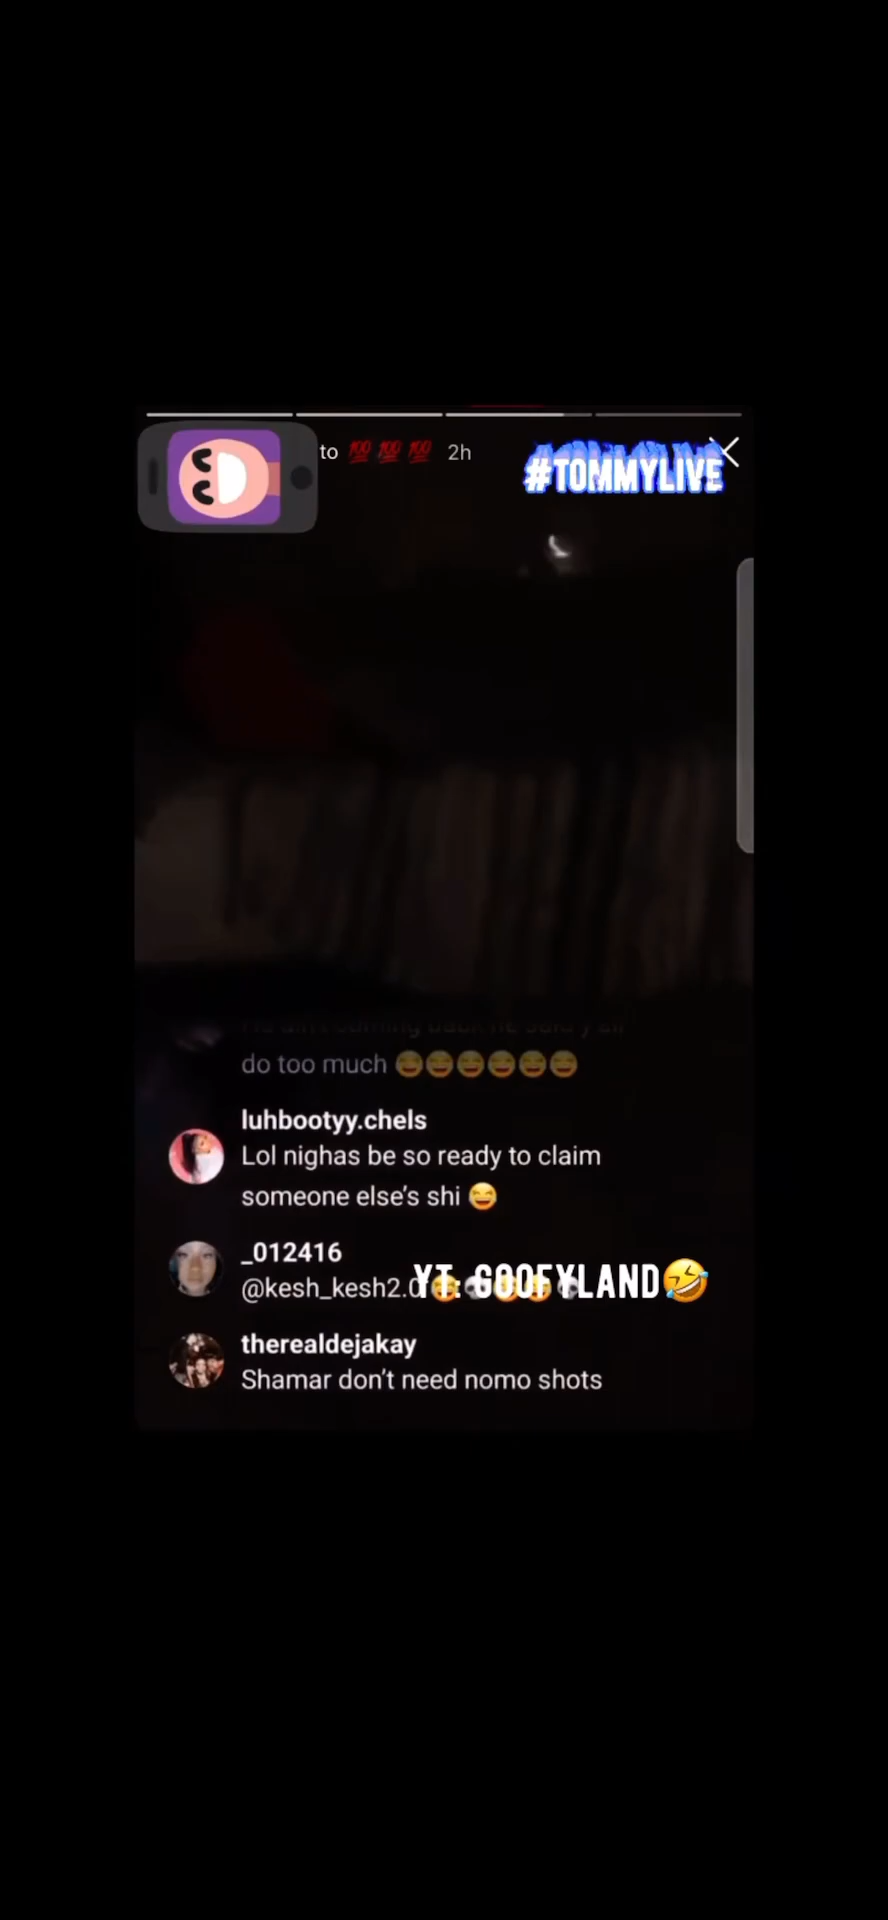 to 💯 💯 💯 2h
#TOMMYLIVE
do too much 😅😅😅😅😅😅
luhbootyy.chels
Lol nighas be so ready to claim
someone else's shi 😅
_012416
@kesh_kesh2.0
YT: GOOFYLAND🤣
therealdejakay
Shamar don't need nomo shots